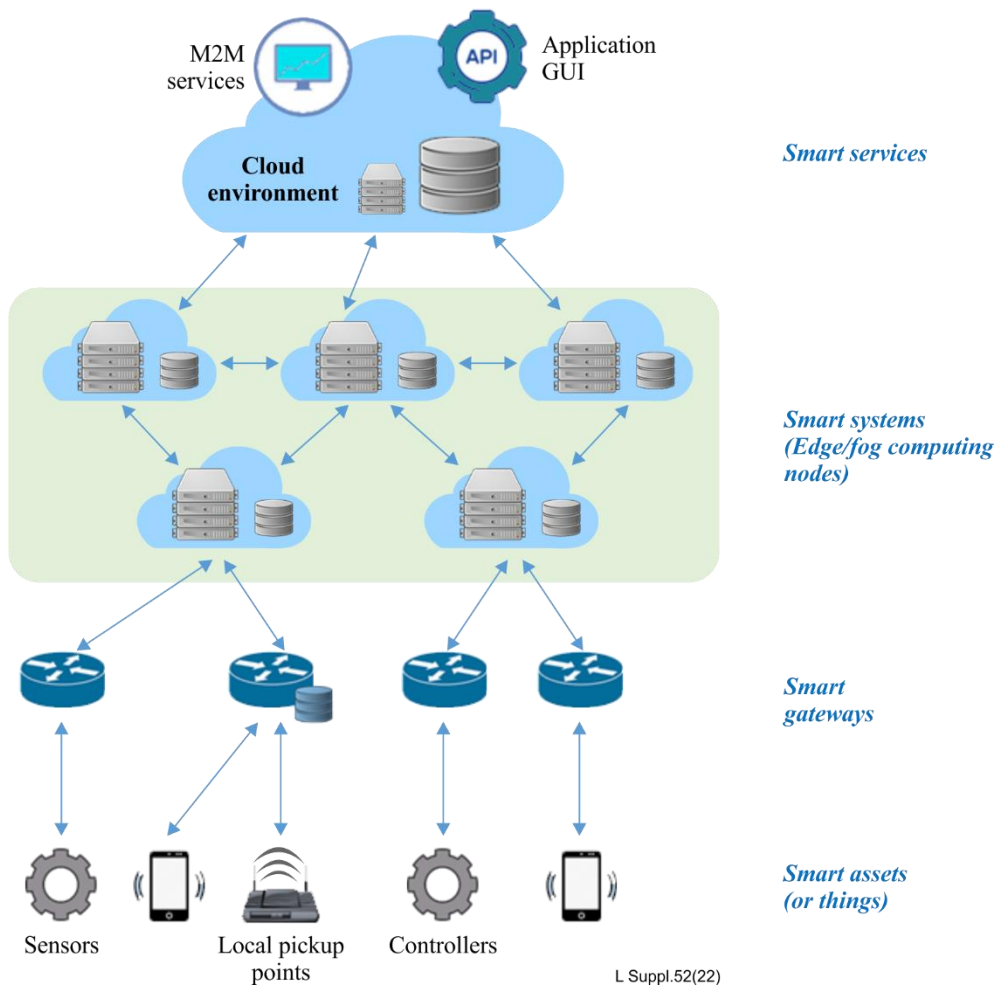 M2M
services
API
Application
GUI
Cloud
environment
Smart services
Smart systems
(Edge/fog computing
nodes)
Smart
gateways
Smart assets
(or things)
Sensors
Local pickup
points
Controllers
L Suppl.52(22)